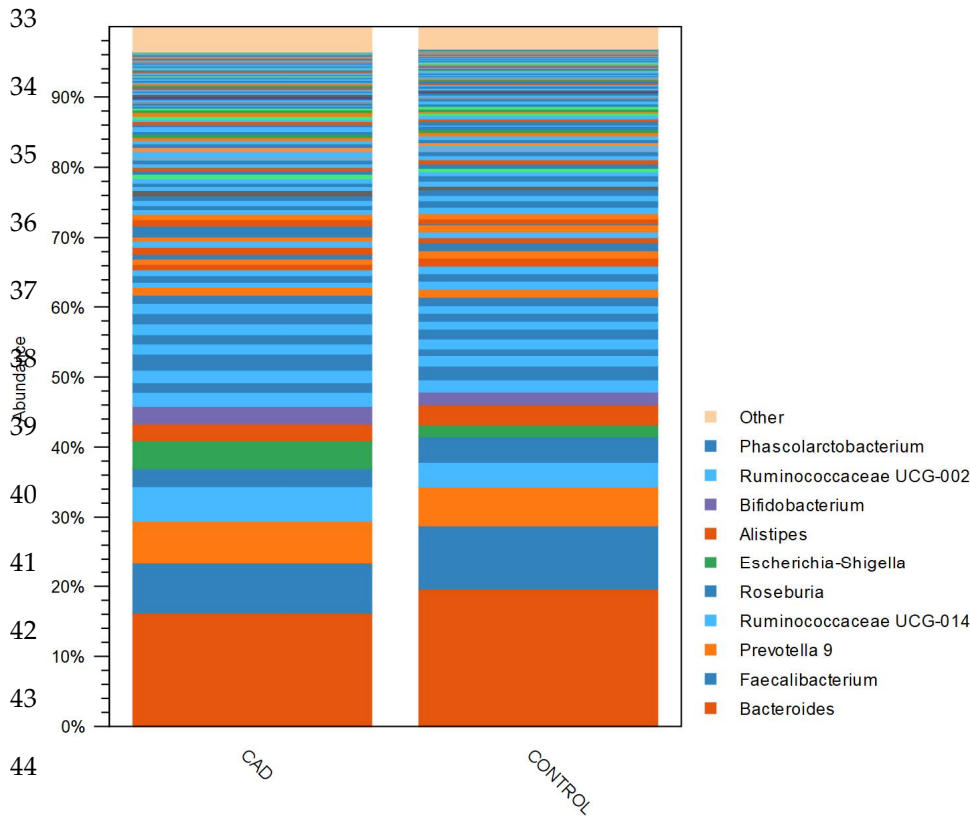 33
34
35
36
37
38
39
40
41
42
43
44
90%
80%
70%
60%
50%
40%
30%
20%
10%
0%
Abundance
CAD
CONTROL
Other
Phascolarctobacterium
Ruminococcaceae UCG-002
Bifidobacterium
Alistipes
Escherichia-Shigella
Roseburia
Ruminococcaceae UCG-014
Prevotella 9
Faecalibacterium
Bacteroides